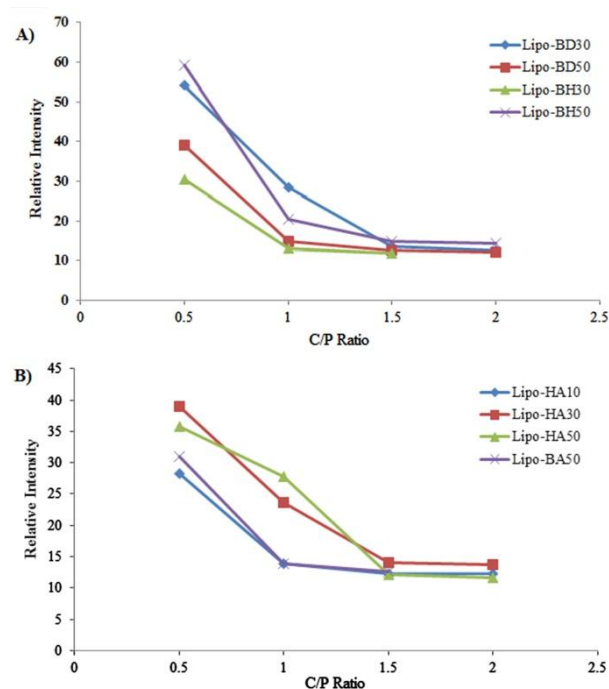 A)
70
60
50
40
30
20
10
0
Relative Intensity
0 0.5 1 1.5 2 2.5
C/P Ratio
Lipo-BD30
Lipo-BD50
Lipo-BH30
Lipo-BH50
B)
45
40
35
30
25
20
15
10
5
0
Relative Intensity
0 0.5 1 1.5 2 2.5
C/P Ratio
Lipo-HA10
Lipo-HA30
Lipo-HA50
Lipo-BA50